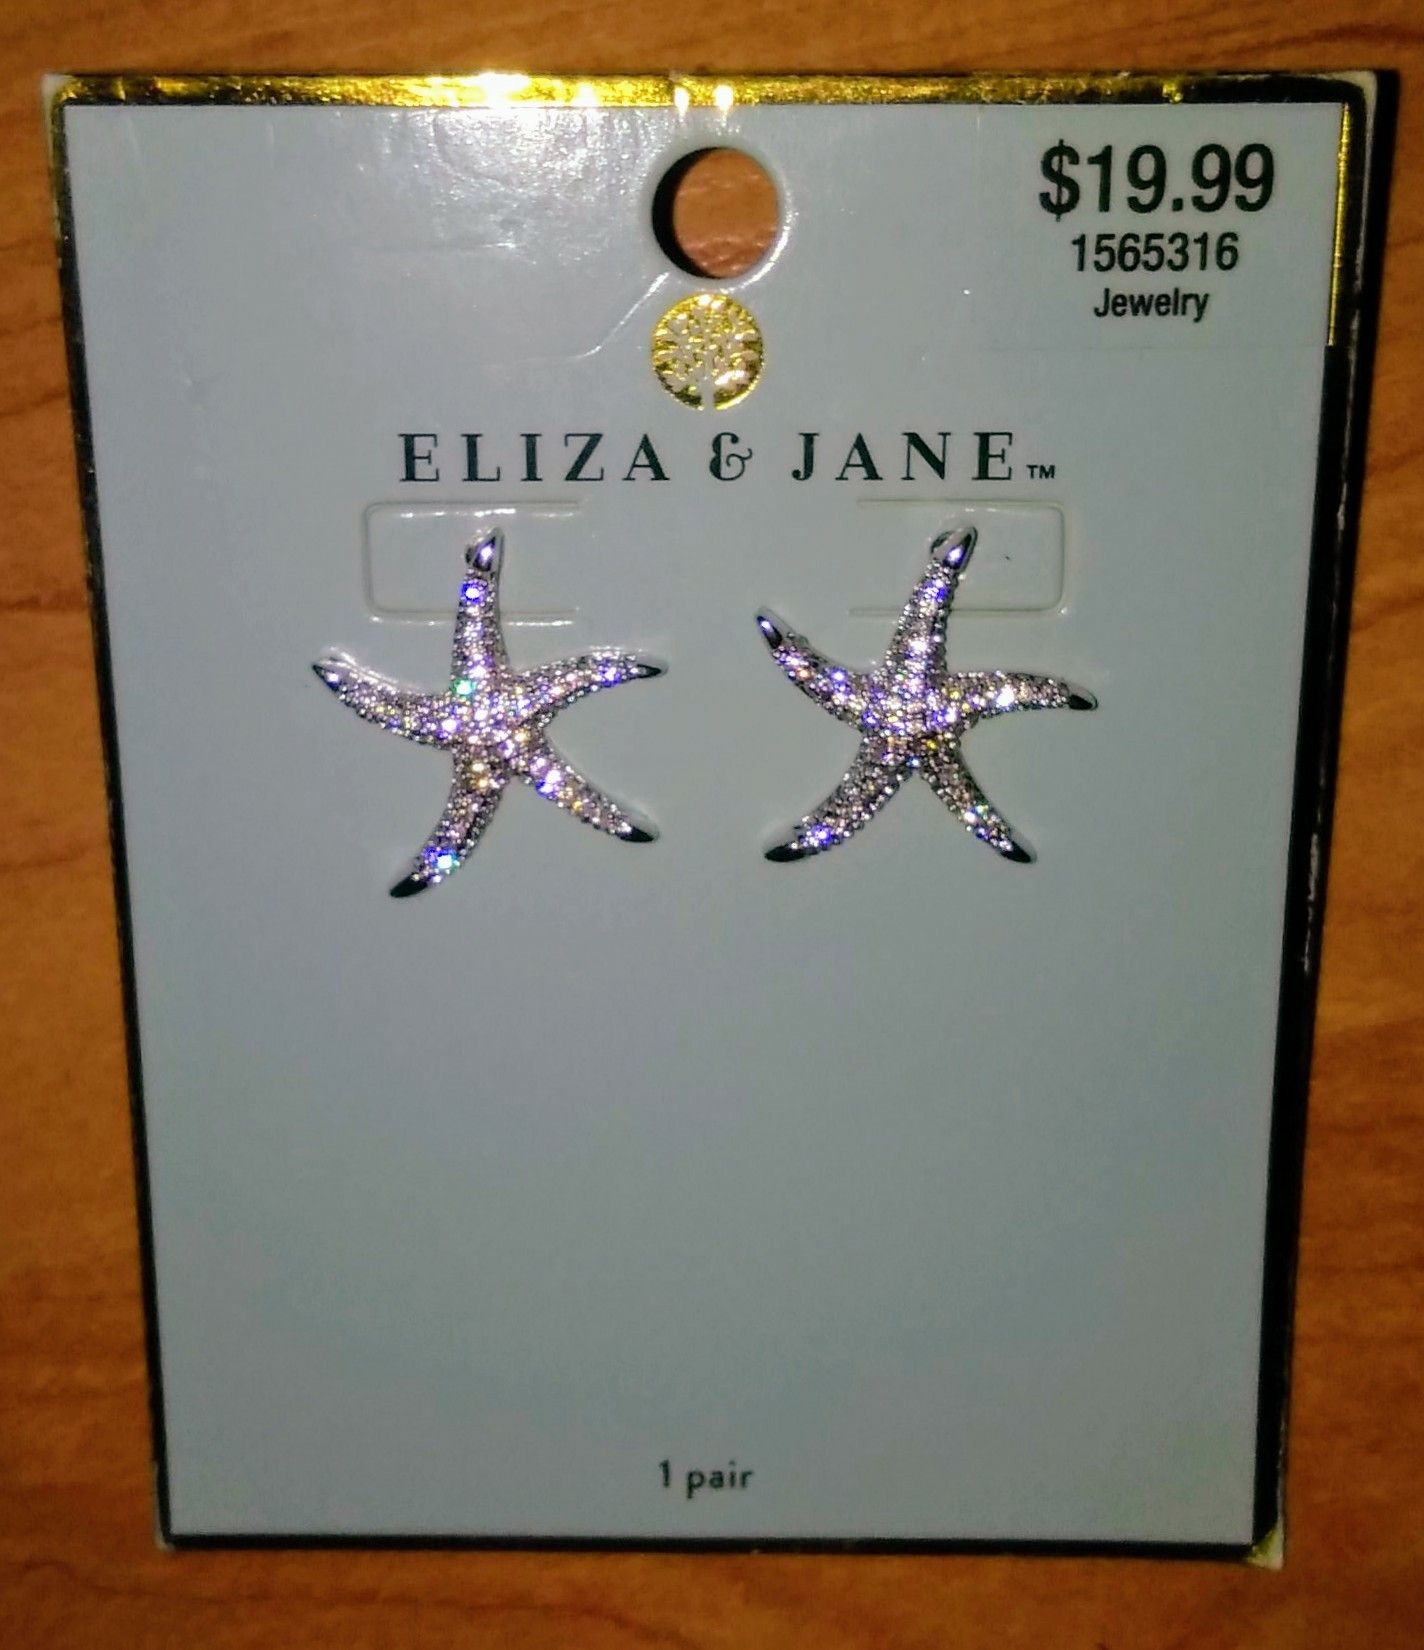 $19.99
1565316
Jewelry
ELIZA & JANE™
1 pair